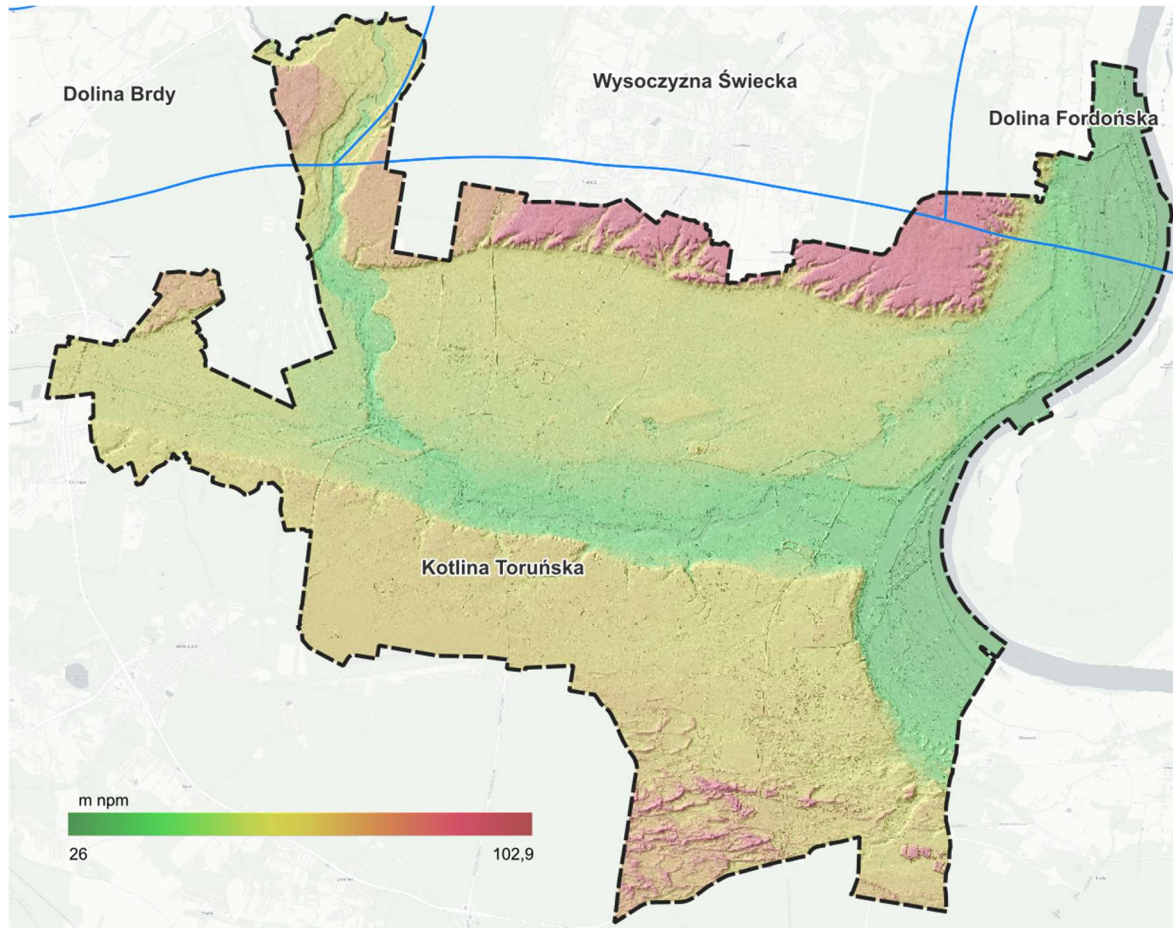 Dolina Brdy
Wysoczyzna Świecka
Dolina Fordońska
Kotlina Toruńska
m npm
26
102,9